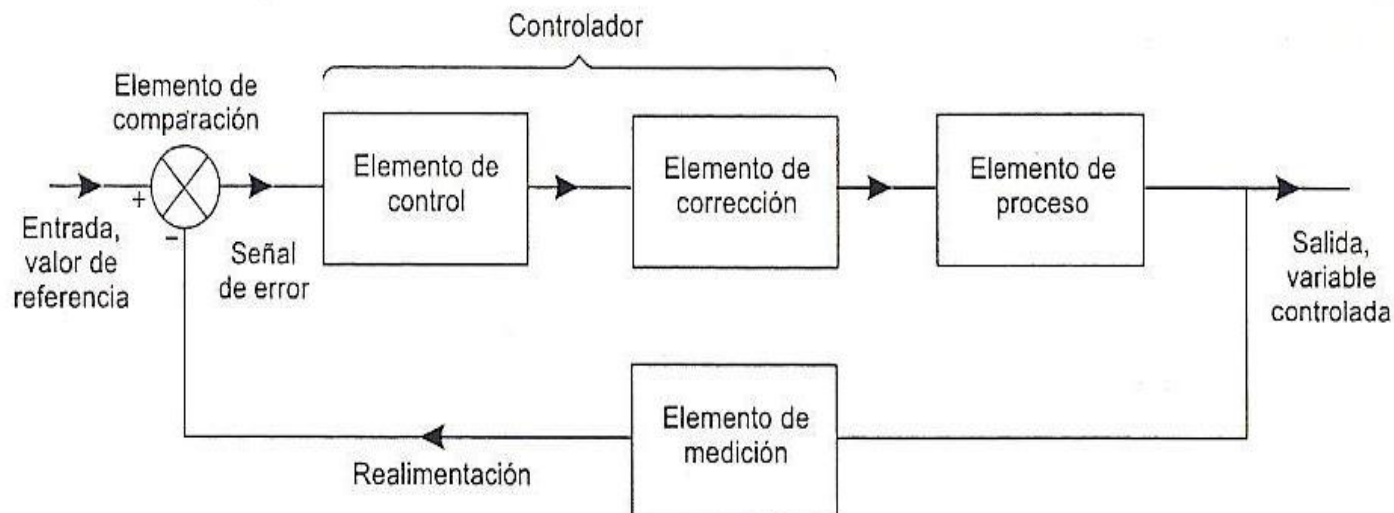 Controlador
Elemento de
comparación
Elemento de
control
Elemento de
corrección
Elemento de
proceso
+
−
Entrada,
valor de
referencia
Señal
de error
Salida,
variable
controlada
Elemento de
medición
Realimentación